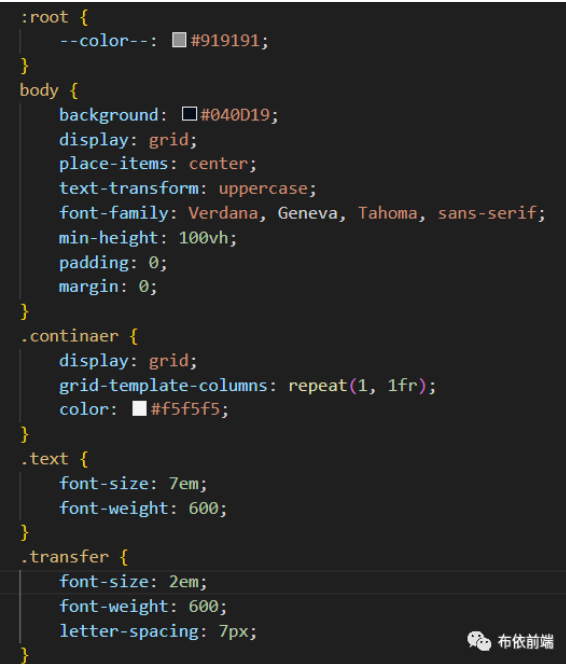 :root {
    --color--: #919191;
}
body {
    background: #040D19;
    display: grid;
    place-items: center;
    text-transform: uppercase;
    font-family: Verdana, Geneva, Tahoma, sans-serif;
    min-height: 100vh;
    padding: 0;
    margin: 0;
}
.continaer {
    display: grid;
    grid-template-columns: repeat(1, 1fr);
    color: #f5f5f5;
}
.text {
    font-size: 7em;
    font-weight: 600;
}
.transfer {
    font-size: 2em;
    font-weight: 600;
    letter-spacing: 7px;
}
布依前端